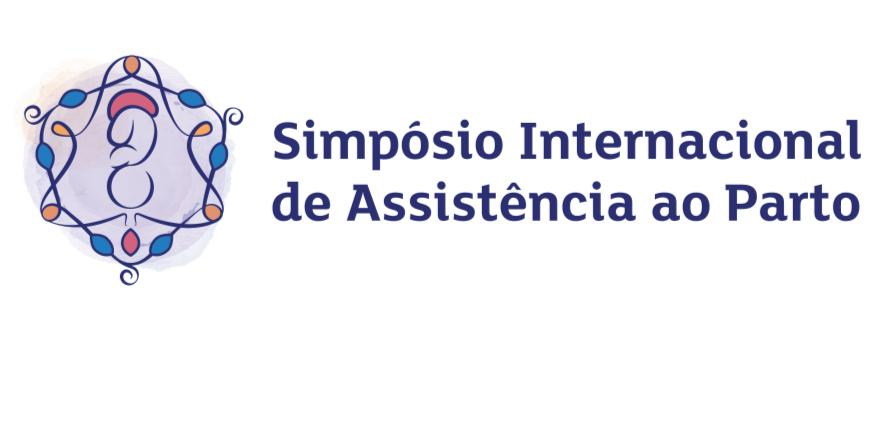 Simpósio Internacional
de Assistência ao Parto